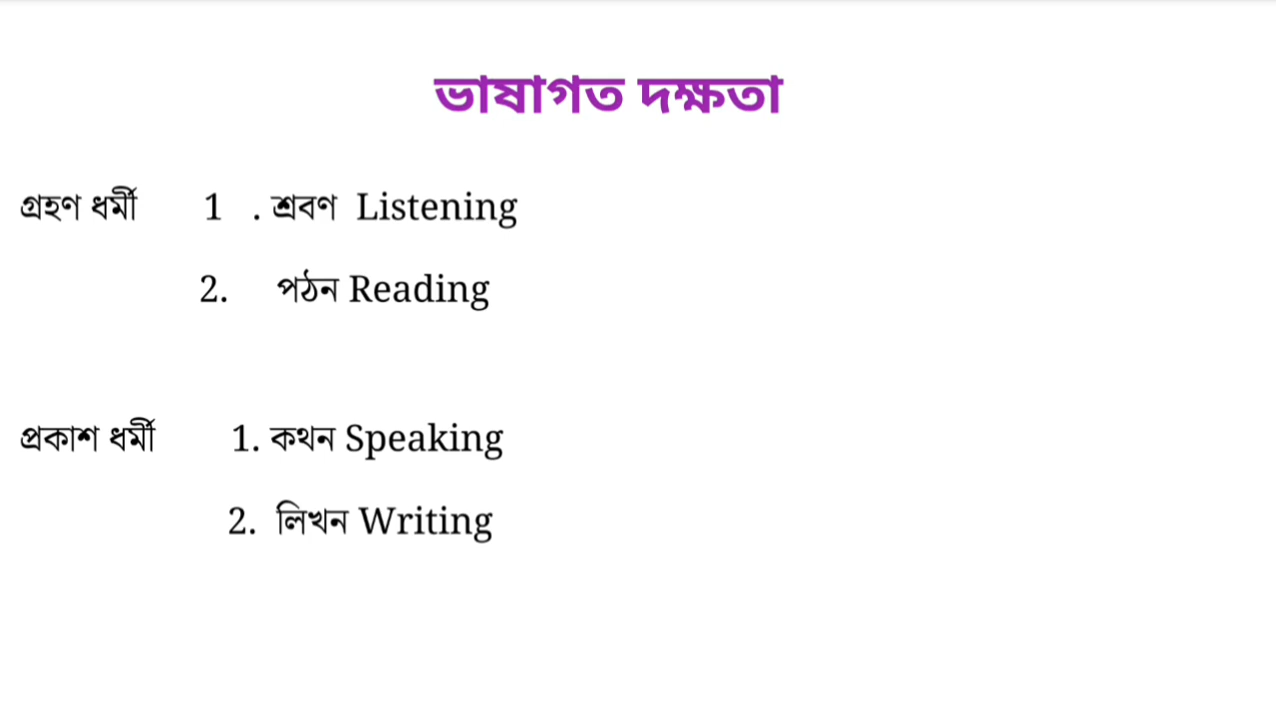 ভাষাগত দক্ষতা
গ্রহণ ধর্মী 1 . শ্রবণ Listening
2. পঠন Reading
প্রকাশ ধর্মী 1. কথন Speaking
2. লিখন Writing